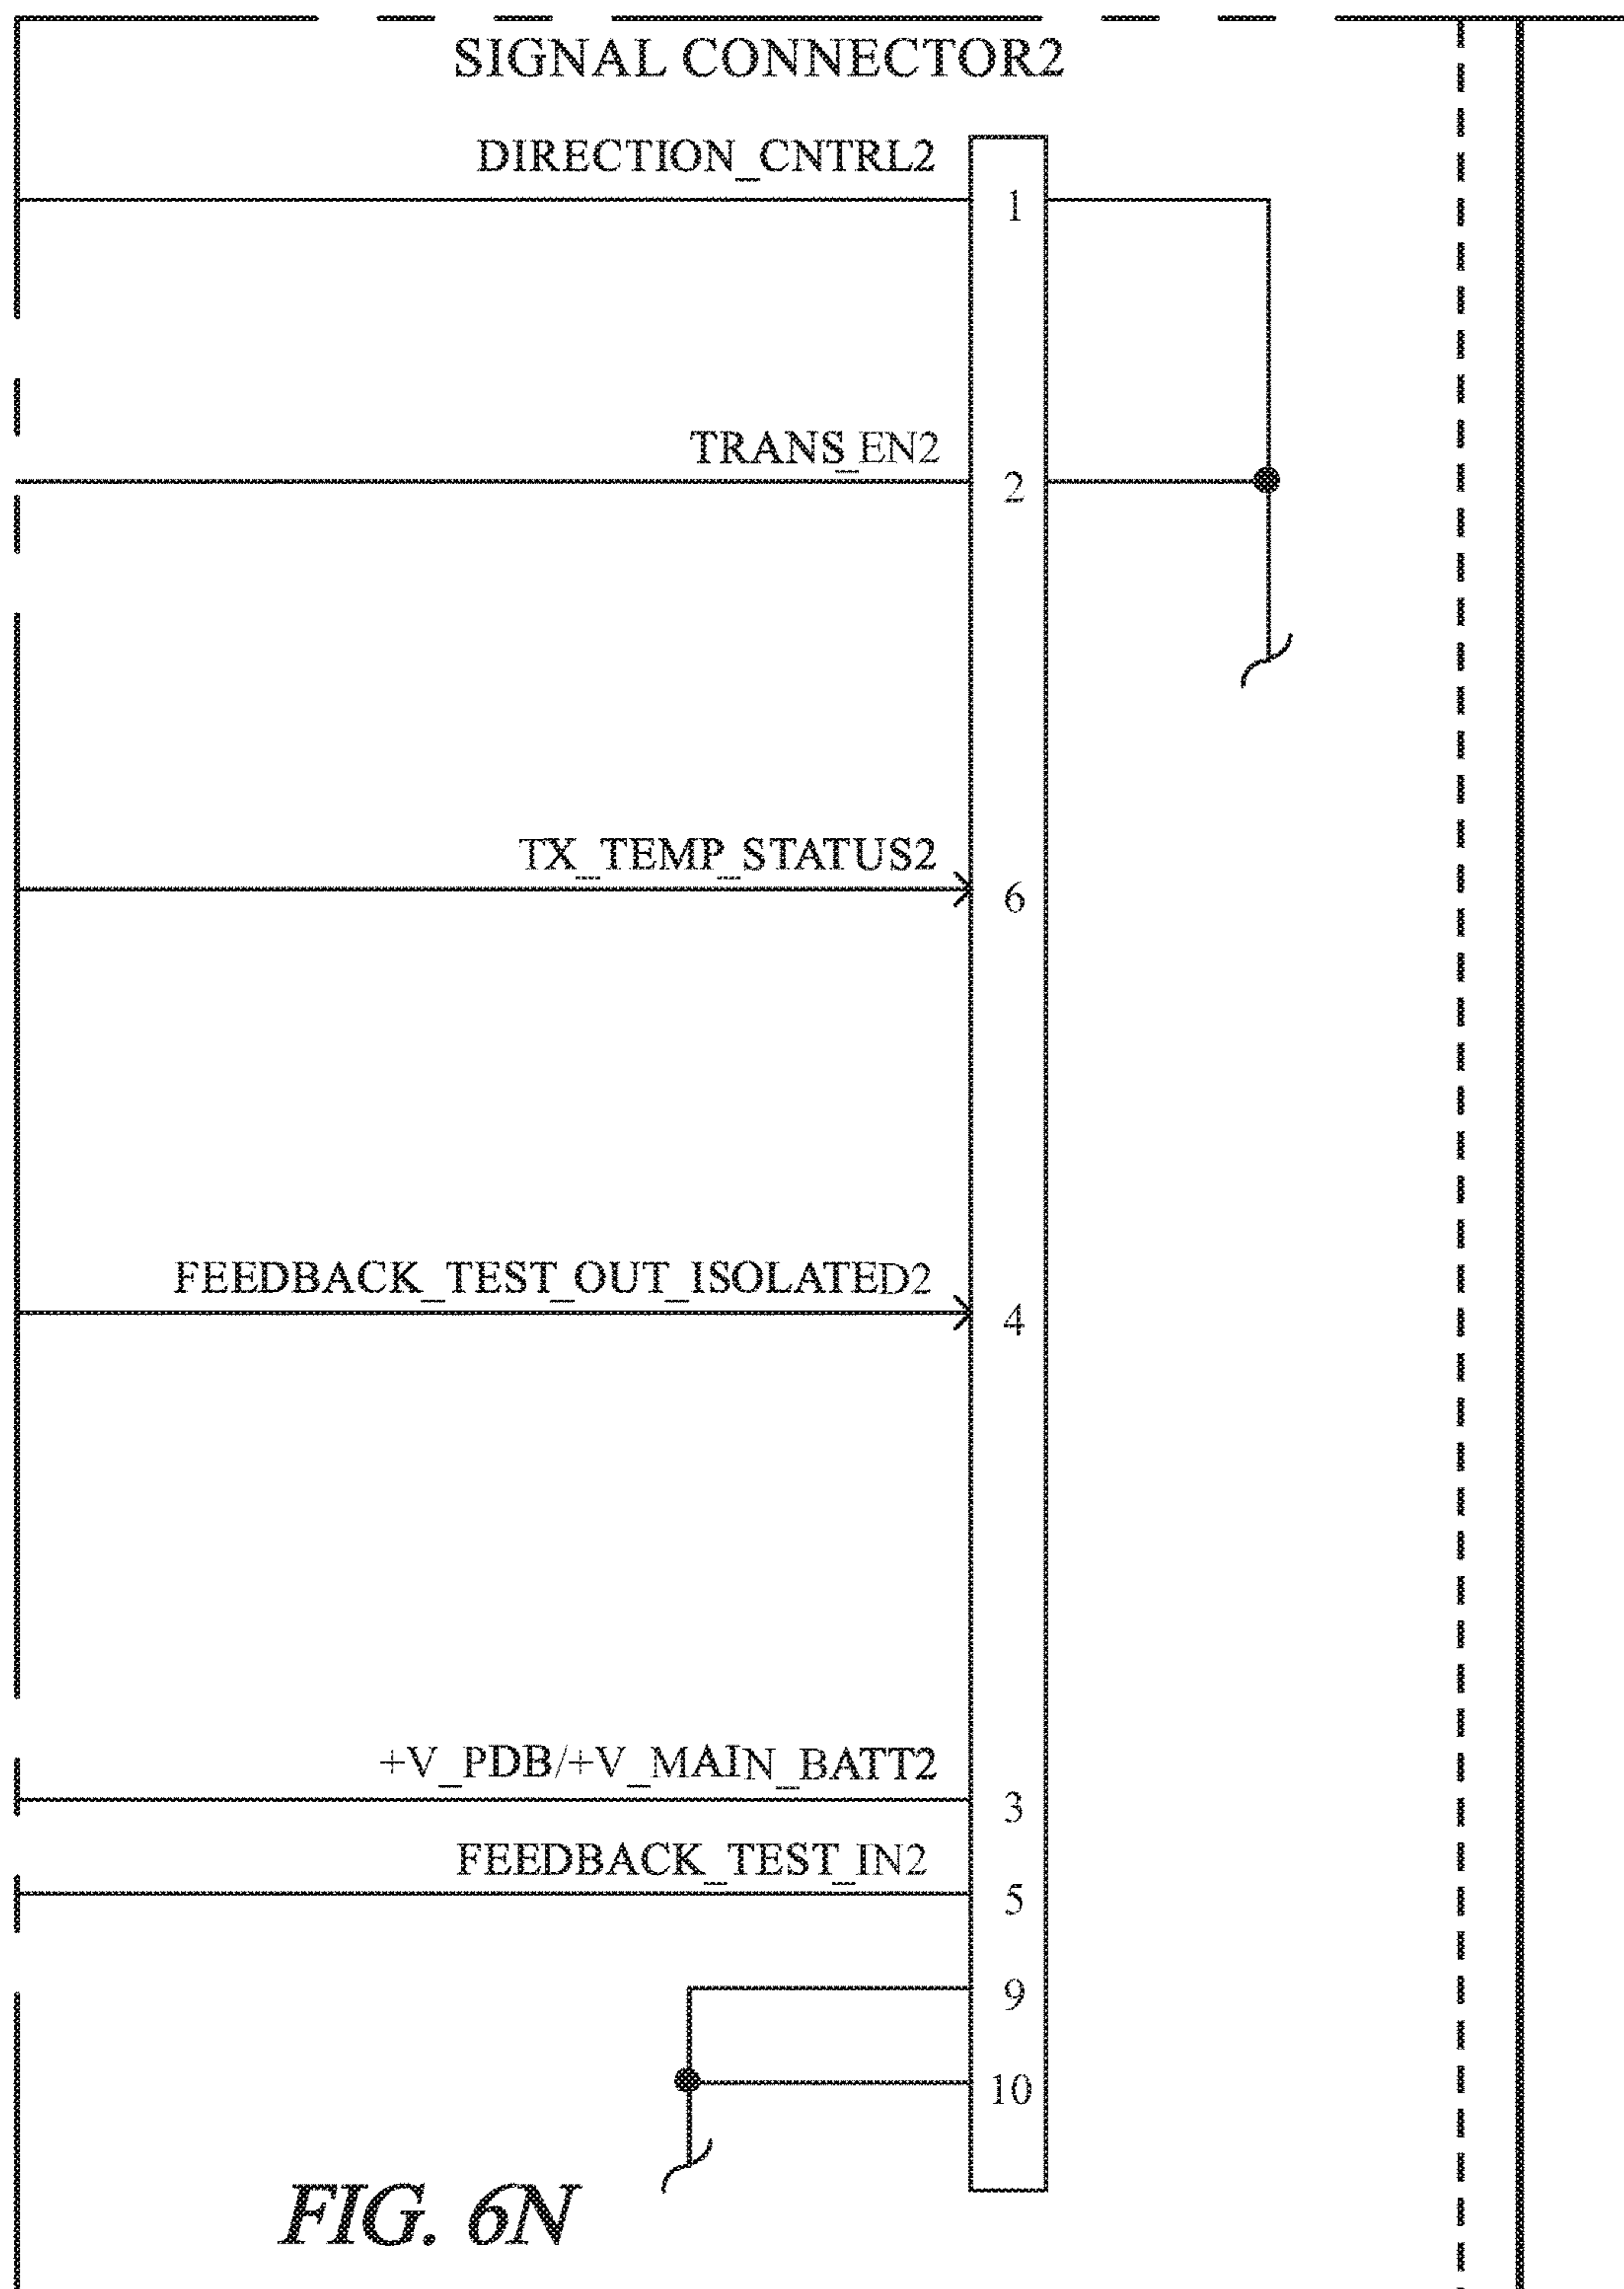 SIGNAL CONNECTOR2
DIRECTION_CNTRL2
1
TRANS_EN2
2
TX_TEMP_STATUS2
6
FEEDBACK_TEST_OUT_ISOLATED2
4
+V_PDB/+V_MAIN_BATT2
3
FEEDBACK_TEST_IN2
5
9
10
FIG. 6N